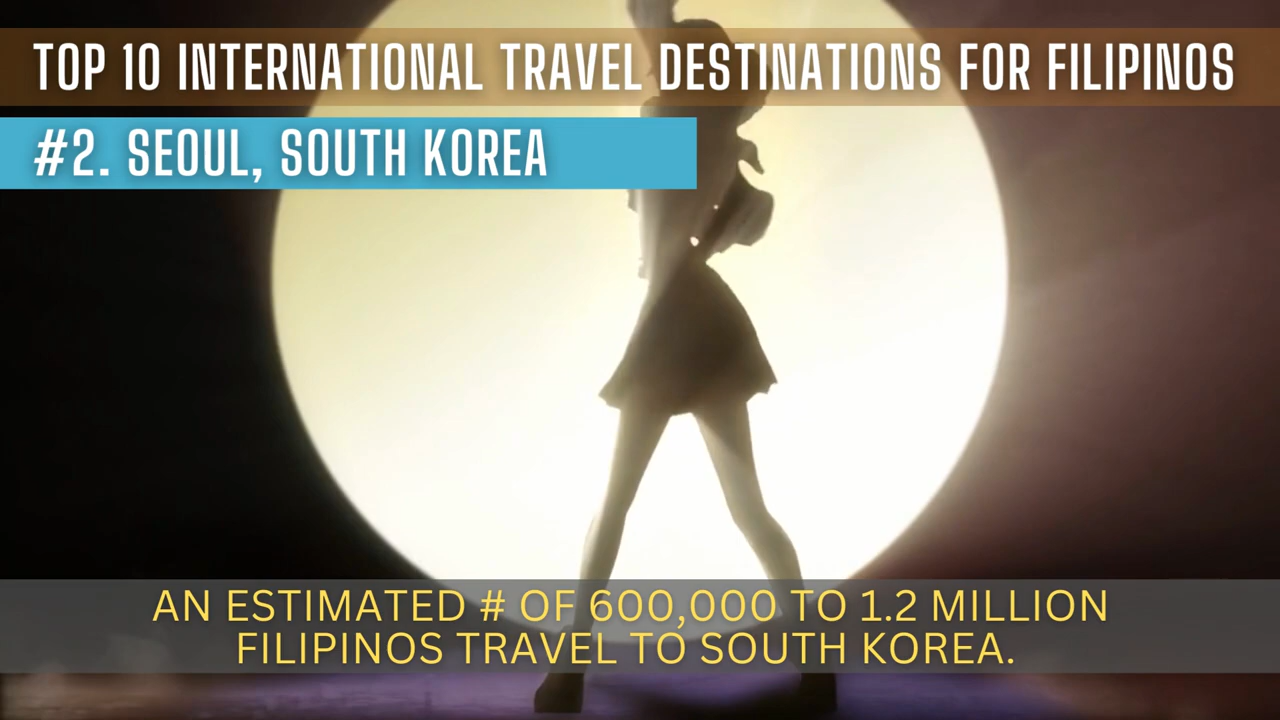 TOP 10 INTERNATIONAL TRAVEL DESTINATIONS FOR FILIPINOS
#2. SEOUL, SOUTH KOREA
AN ESTIMATED # OF 600,000 TO 1.2 MILLION
FILIPINOS TRAVEL TO SOUTH KOREA.